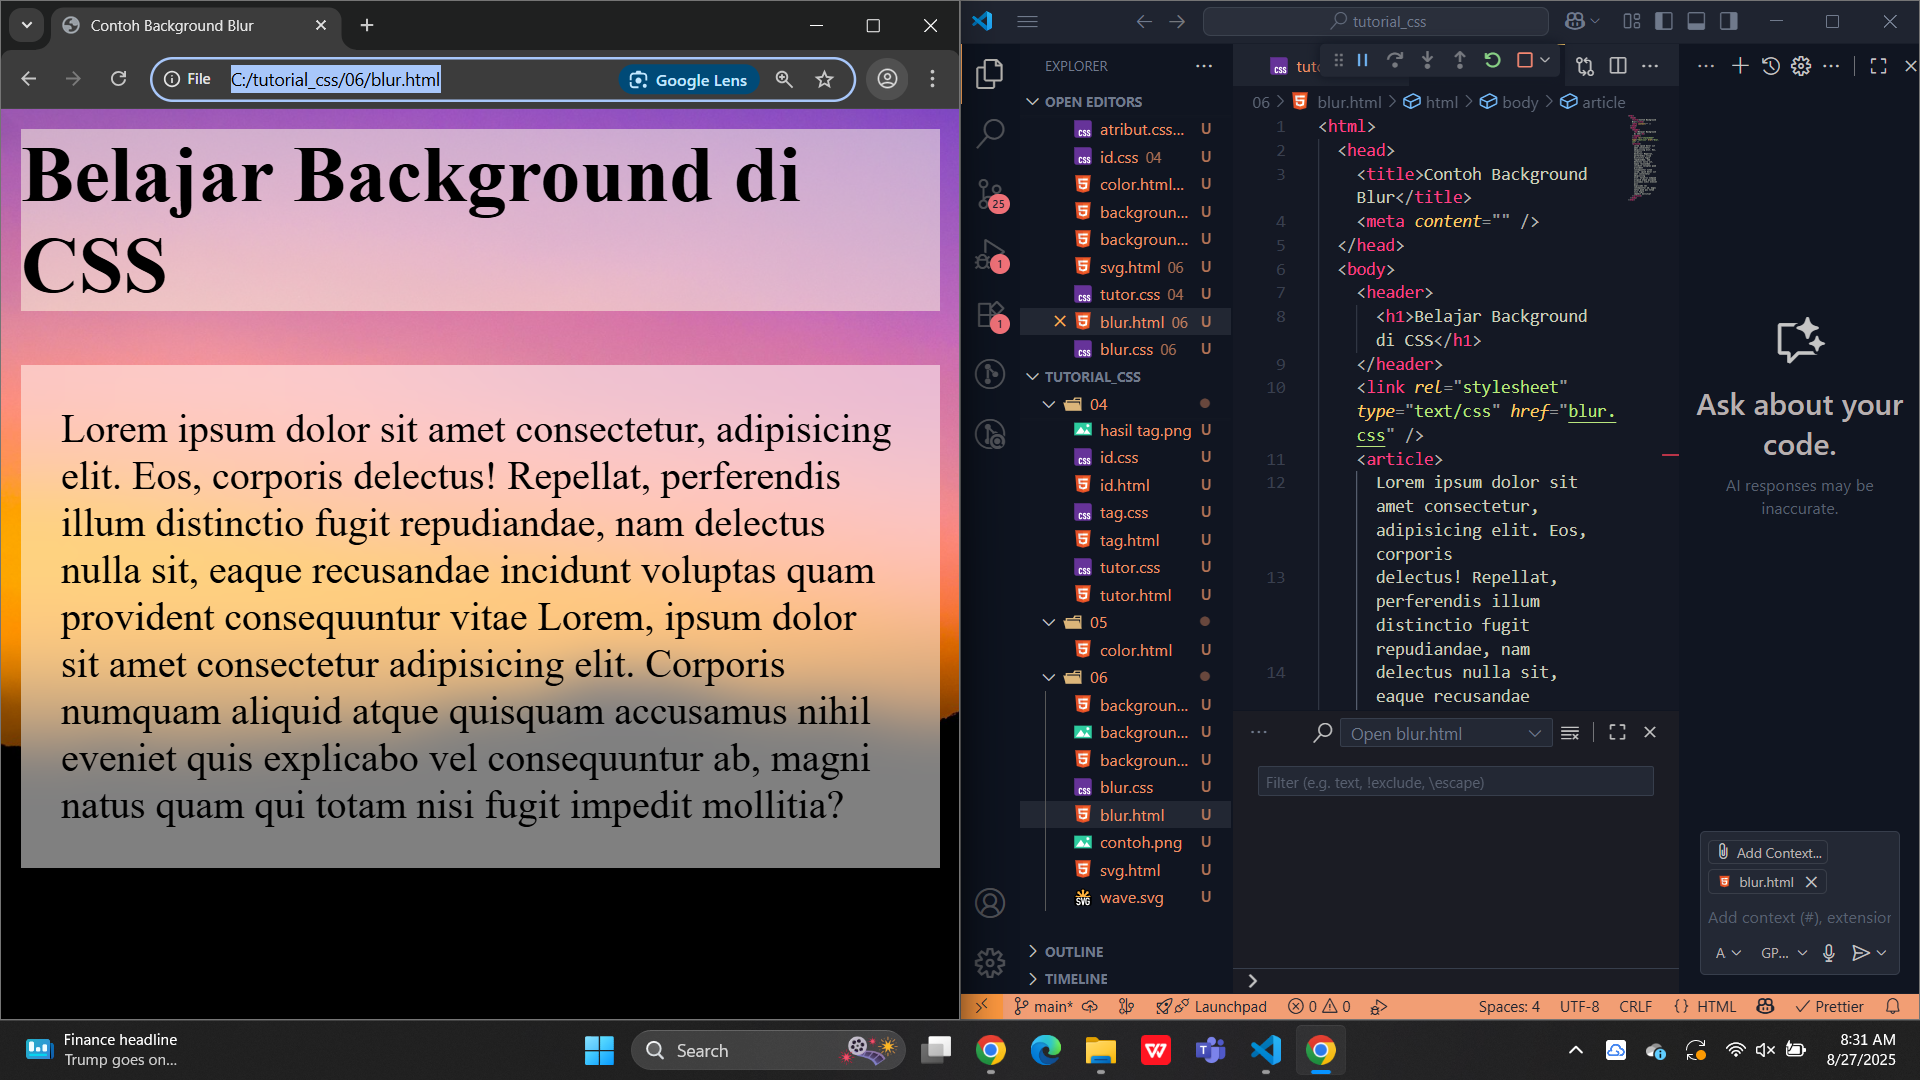 Contoh Background Blur
File
C:/tutorial_css/06/blur.html
Google Lens
Belajar Background di
CSS
Lorem ipsum dolor sit amet consectetur, adipisicing
elit. Eos, corporis delectus! Repellat, perferendis
illum distinctio fugit repudiandae, nam delectus
nulla sit, eaque recusandae incidunt voluptas quam
provident consequuntur vitae Lorem, ipsum dolor
sit amet consectetur adipisicing elit. Corporis
numquam aliquid atque quisquam accusamus nihil
eveniet quis explicabo vel consequuntur ab, magni
natus quam qui totam nisi fugit impedit mollitia?
tutorial_css
25
1
1
EXPLORER
OPEN EDITORS
atribut.css... U
id.css 04 U
color.html... U
backgroun... U
backgroun... U
svg.html 06 U
tutor.css 04 U
blur.html 06 U
blur.css 06 U
TUTORIAL_CSS
04
hasil tag.png U
id.css U
id.html U
tag.css U
tag.html U
tutor.css U
tutor.html U
05
color.html U
06
backgroun... U
backgroun... U
backgroun... U
blur.css U
blur.html U
contoh.png U
svg.html U
wave.svg U
OUTLINE
TIMELINE
06 > blur.html > html > body > article
1 <html>
2 <head>
3 <title>Contoh Background
Blur</title>
4 <meta content="" />
5 </head>
6 <body>
7 <header>
8 <h1>Belajar Background
di CSS</h1>
9 </header>
10 <link rel="stylesheet"
type="text/css" href="blur.
css" />
11 <article>
12 Lorem ipsum dolor sit
amet consectetur,
adipisicing elit. Eos,
corporis
13 delectus! Repellat,
perferendis illum
distinctio fugit
repudiandae, nam
14 delectus nulla sit,
eaque recusandae
Open blur.html
Filter (e.g. text, !exclude, \escape)
Ask about your
code.
AI responses may be
inaccurate.
Add Context...
blur.html
Add context (#), extension
A
GP...
main*
Launchpad
0 0
Spaces: 4
UTF-8
CRLF
{ } HTML
Prettier
Finance headline
Trump goes on...
Search
8:31 AM
8/27/2025